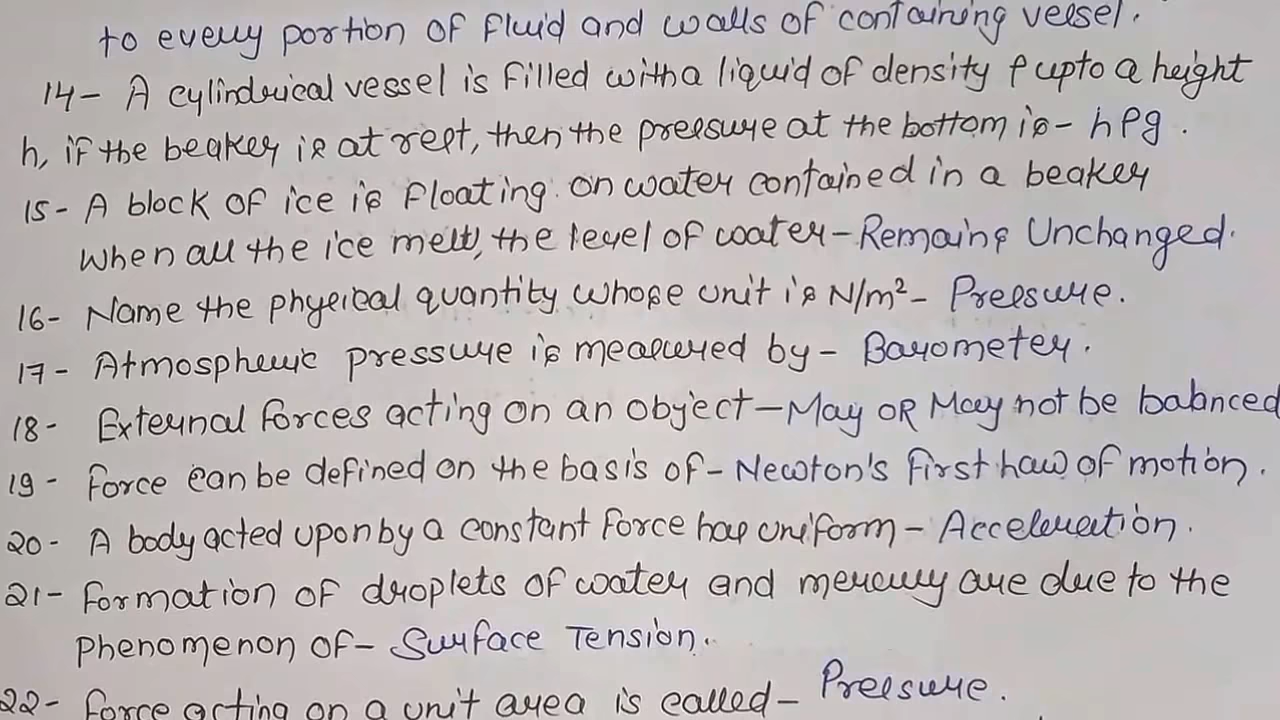 to every portion of fluid and walls of containing vessel.
14- A cylindrical vessel is filled with a liquid of density ρ upto a height
h, if the beaker is at rest, then the pressure at the bottom is- hρg.
15- A block of ice is floating on water contained in a beaker
When all the ice melt, the level of water- Remains Unchanged.
16- Name the physical quantity whose unit is N/m²- Pressure.
17- Atmospheric pressure is measured by- Barometer.
18- External forces acting on an object- May OR May not be balanced
19- Force can be defined on the basis of- Newton's First Law of motion.
20- A body acted upon by a constant force has uniform- Acceleration.
21- Formation of droplets of water and mercury are due to the
Phenomenon of- Surface Tension.
22- Force acting on a unit area is called- Pressure.